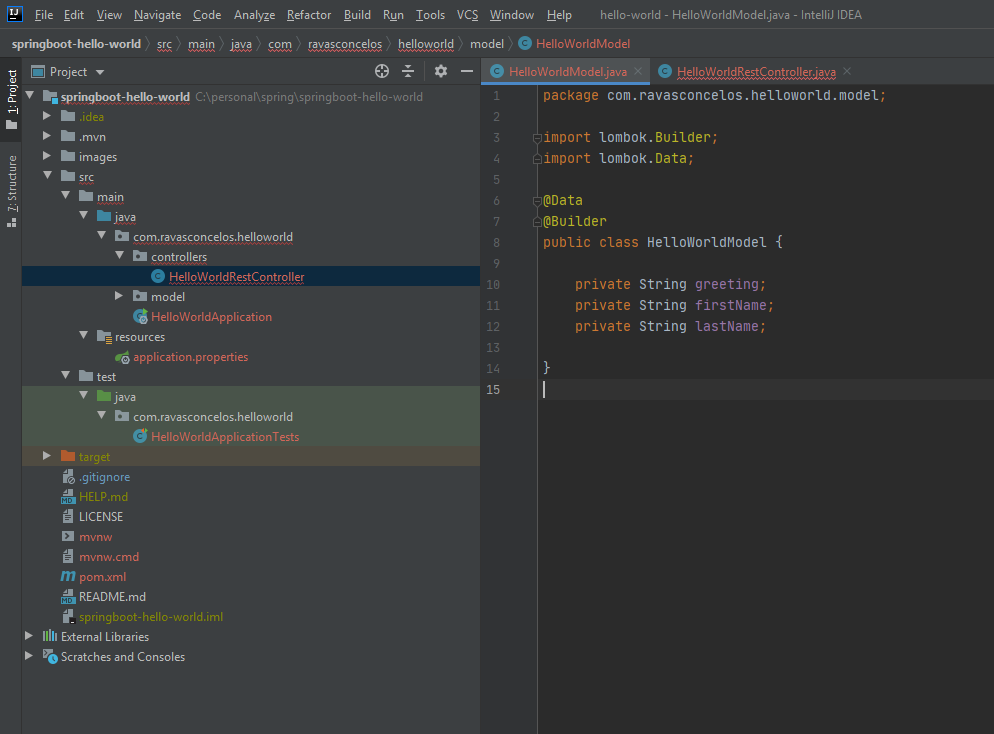 IJ File Edit View Navigate Code Analyze Refactor Build Run Tools VCS Window Help hello-world - HelloWorldModel.java - IntelliJ IDEA
springboot-hello-world src main java com ravasconcelos helloworld model C HelloWorldModel
1: Project
7: Structure
Project
springboot-hello-world C:\personal\spring\springboot-hello-world
.idea
.mvn
images
src
main
java
com.ravasconcelos.helloworld
controllers
C HelloWorldRestController
model
C HelloWorldApplication
resources
application.properties
test
java
com.ravasconcelos.helloworld
C HelloWorldApplicationTests
target
.gitignore
MD HELP.md
LICENSE
mvnw
mvnw.cmd
m pom.xml
MD README.md
springboot-hello-world.iml
External Libraries
Scratches and Consoles
C HelloWorldModel.java C HelloWorldRestController.java
1 package com.ravasconcelos.helloworld.model;
2
3 import lombok.Builder;
4 import lombok.Data;
5
6 @Data
7 @Builder
8 public class HelloWorldModel {
9
10 private String greeting;
11 private String firstName;
12 private String lastName;
13
14 }
15